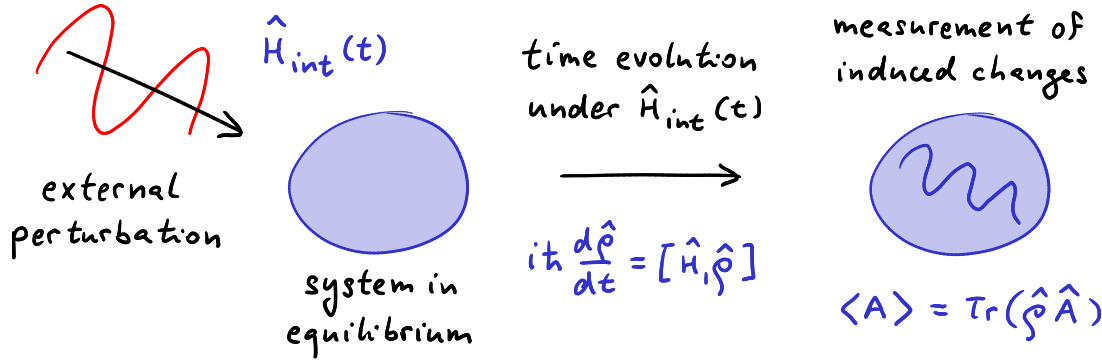 Ĥint(t)
external
perturbation
system in
equilibrium
time evolution
under Ĥint(t)
iħ dρ̂/dt = [Ĥ,ρ̂]
measurement of
induced changes
⟨A⟩ = Tr(ρ̂Â)